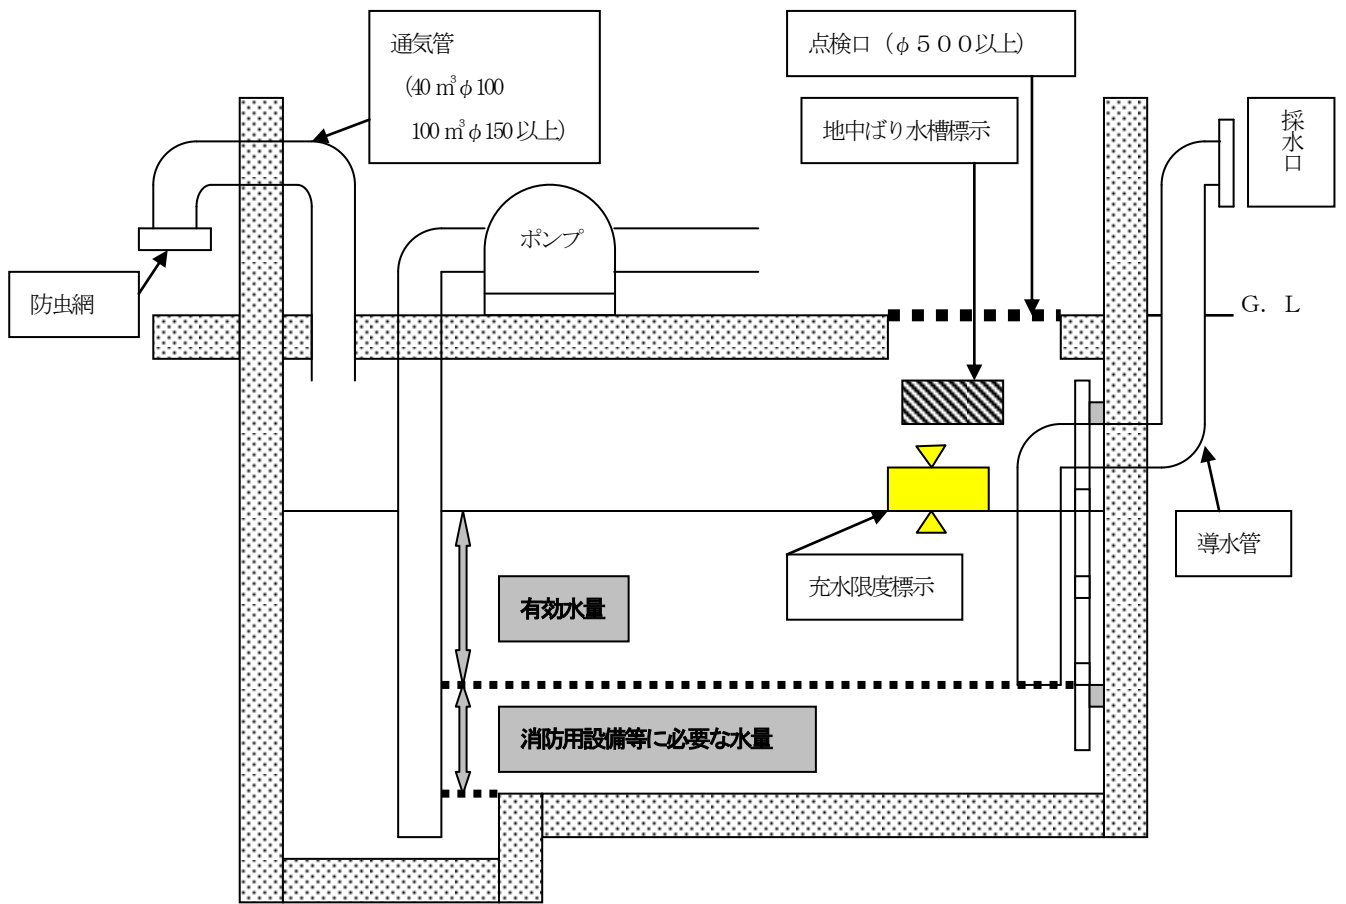 通気管
(40㎥φ100
100㎥φ150以上)
点検口（φ５００以上）
地中ばり水槽標示
採水口
ポンプ
防虫網
G．L
導水管
充水限度標示
有効水量
消防用設備等に必要な水量